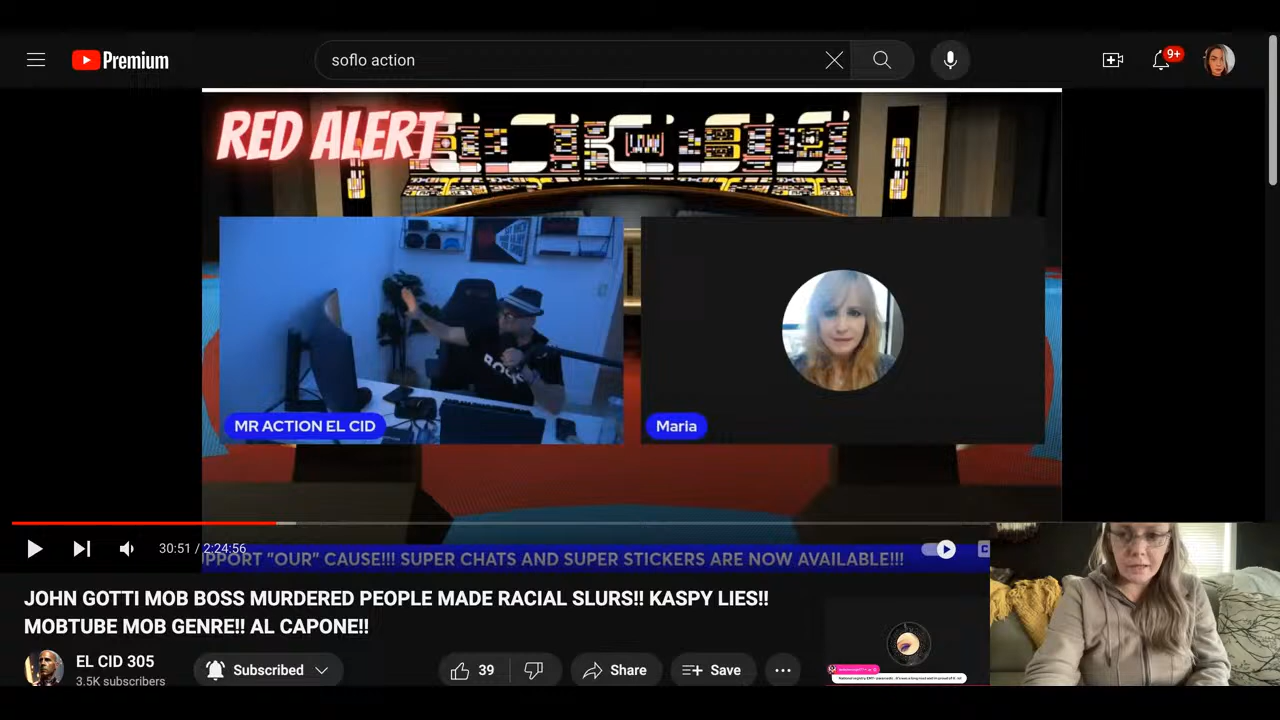 Premium
soflo action
9+
RED ALERT
MR ACTION EL CID
Maria
30:51 / 2:24:56
PPORT "OUR" CAUSE!!! SUPER CHATS AND SUPER STICKERS ARE NOW AVAILABLE!!!
JOHN GOTTI MOB BOSS MURDERED PEOPLE MADE RACIAL SLURS!! KASPY LIES!!
MOBTUBE MOB GENRE!! AL CAPONE!!
EL CID 305
3.5K subscribers
Subscribed
39
Share
Save